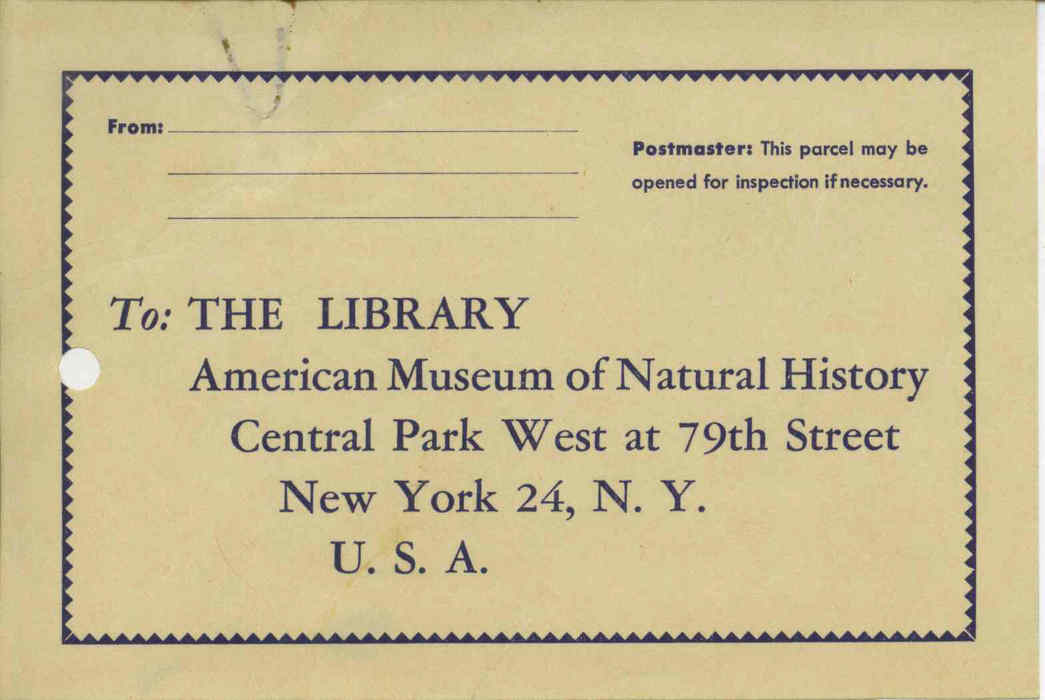 From:
Postmaster: This parcel may be
opened for inspection if necessary.
To: THE LIBRARY
American Museum of Natural History
Central Park West at 79th Street
New York 24, N. Y.
U. S. A.